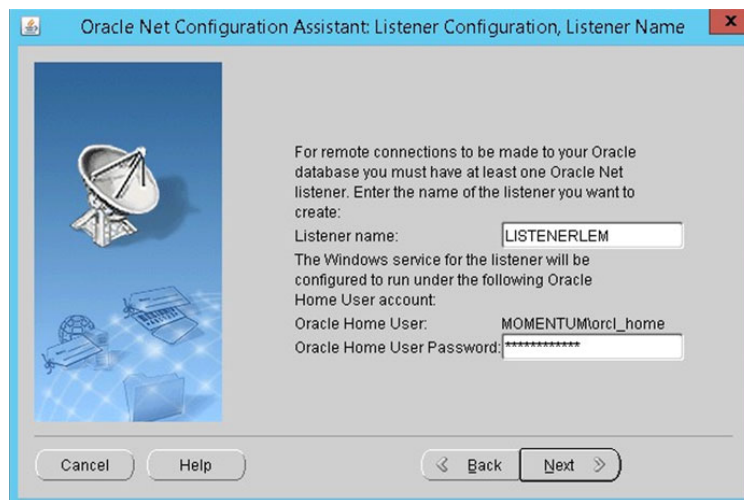 Oracle Net Configuration Assistant: Listener Configuration, Listener Name
x
For remote connections to be made to your Oracle
database you must have at least one Oracle Net
listener. Enter the name of the listener you want to
create:
Listener name: LISTENERLEM
The Windows service for the listener will be
configured to run under the following Oracle
Home User account:
Oracle Home User: MOMENTUM\orcl_home
Oracle Home User Password: ************
Cancel Help Back Next